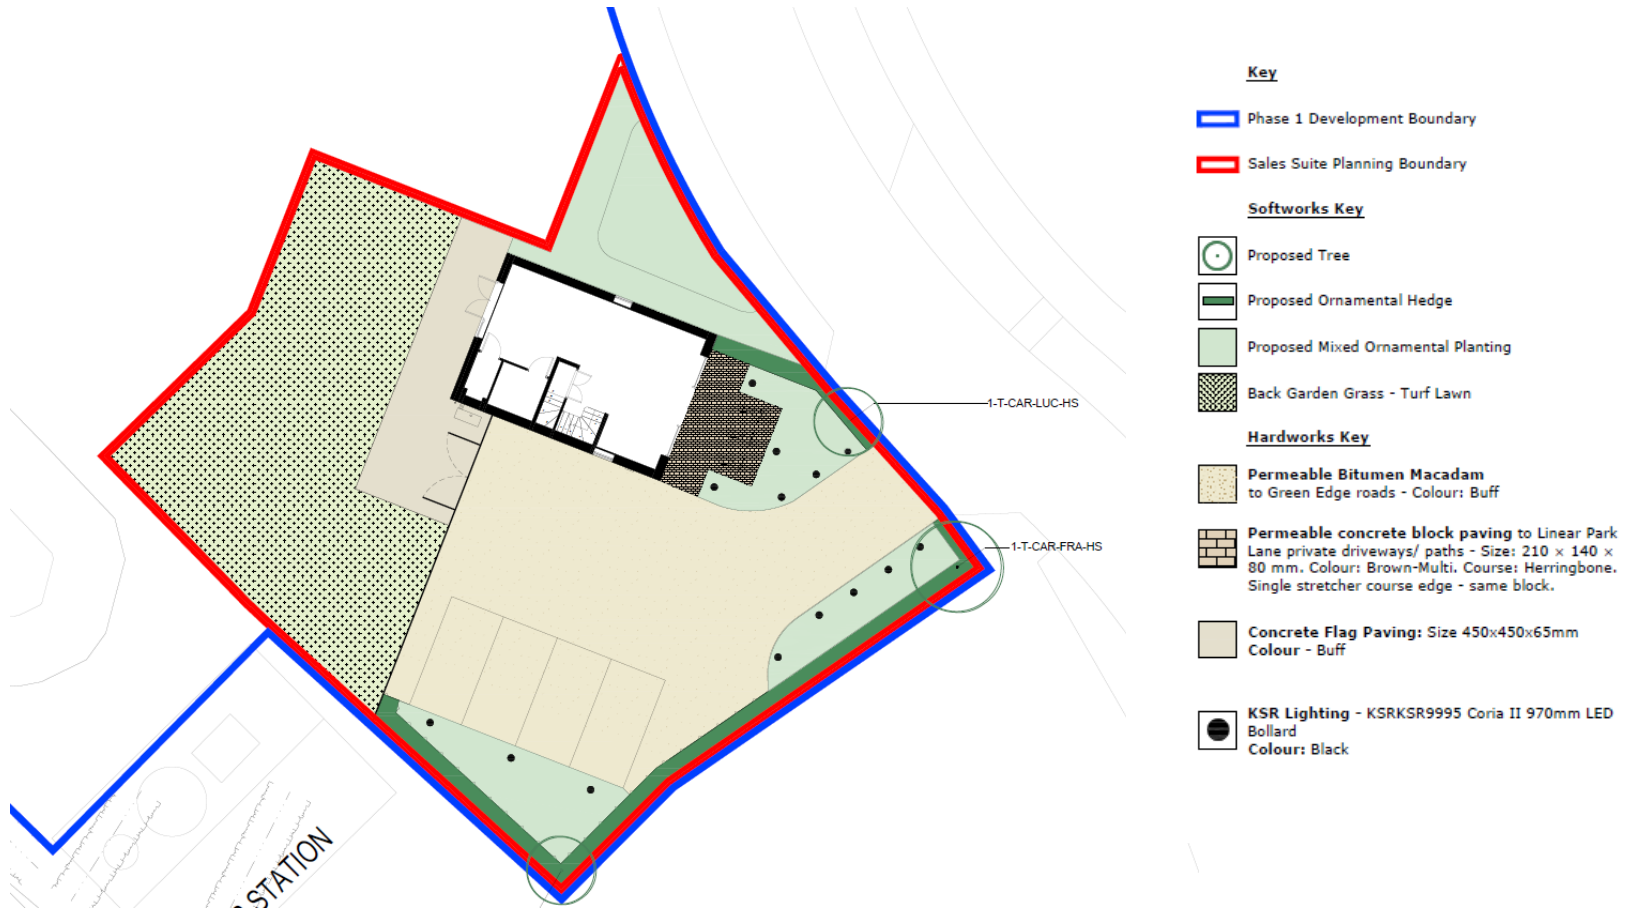 1-T-CAR-LUC-HS
1-T-CAR-FRA-HS
STATION
Key
Phase 1 Development Boundary
Sales Suite Planning Boundary
Softworks Key
Proposed Tree
Proposed Ornamental Hedge
Proposed Mixed Ornamental Planting
Back Garden Grass - Turf Lawn
Hardworks Key
Permeable Bitumen Macadam
to Green Edge roads - Colour: Buff
Permeable concrete block paving to Linear Park
Lane private driveways/ paths - Size: 210 × 140 ×
80 mm. Colour: Brown-Multi. Course: Herringbone.
Single stretcher course edge - same block.
Concrete Flag Paving: Size 450x450x65mm
Colour - Buff
KSR Lighting - KSRKSR9995 Coria II 970mm LED
Bollard
Colour: Black